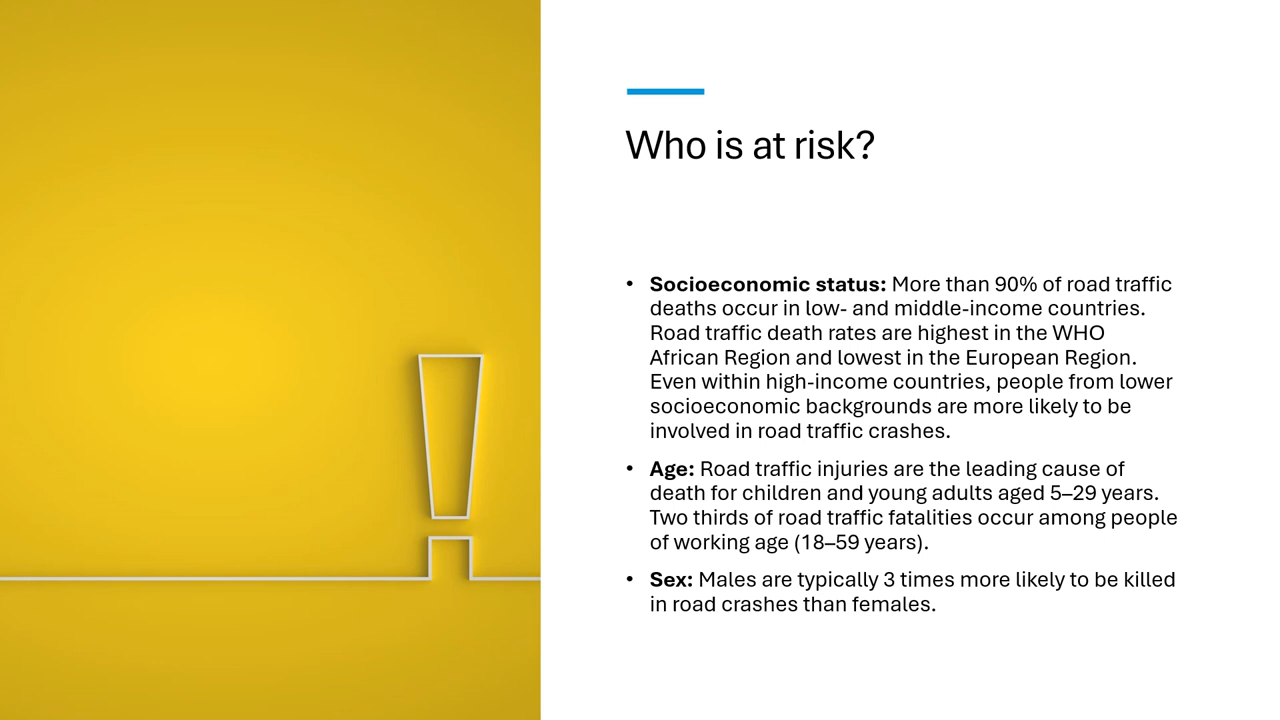 Who is at risk?
• Socioeconomic status: More than 90% of road traffic
deaths occur in low- and middle-income countries.
Road traffic death rates are highest in the WHO
African Region and lowest in the European Region.
Even within high-income countries, people from lower
socioeconomic backgrounds are more likely to be
involved in road traffic crashes.
• Age: Road traffic injuries are the leading cause of
death for children and young adults aged 5–29 years.
Two thirds of road traffic fatalities occur among people
of working age (18–59 years).
• Sex: Males are typically 3 times more likely to be killed
in road crashes than females.